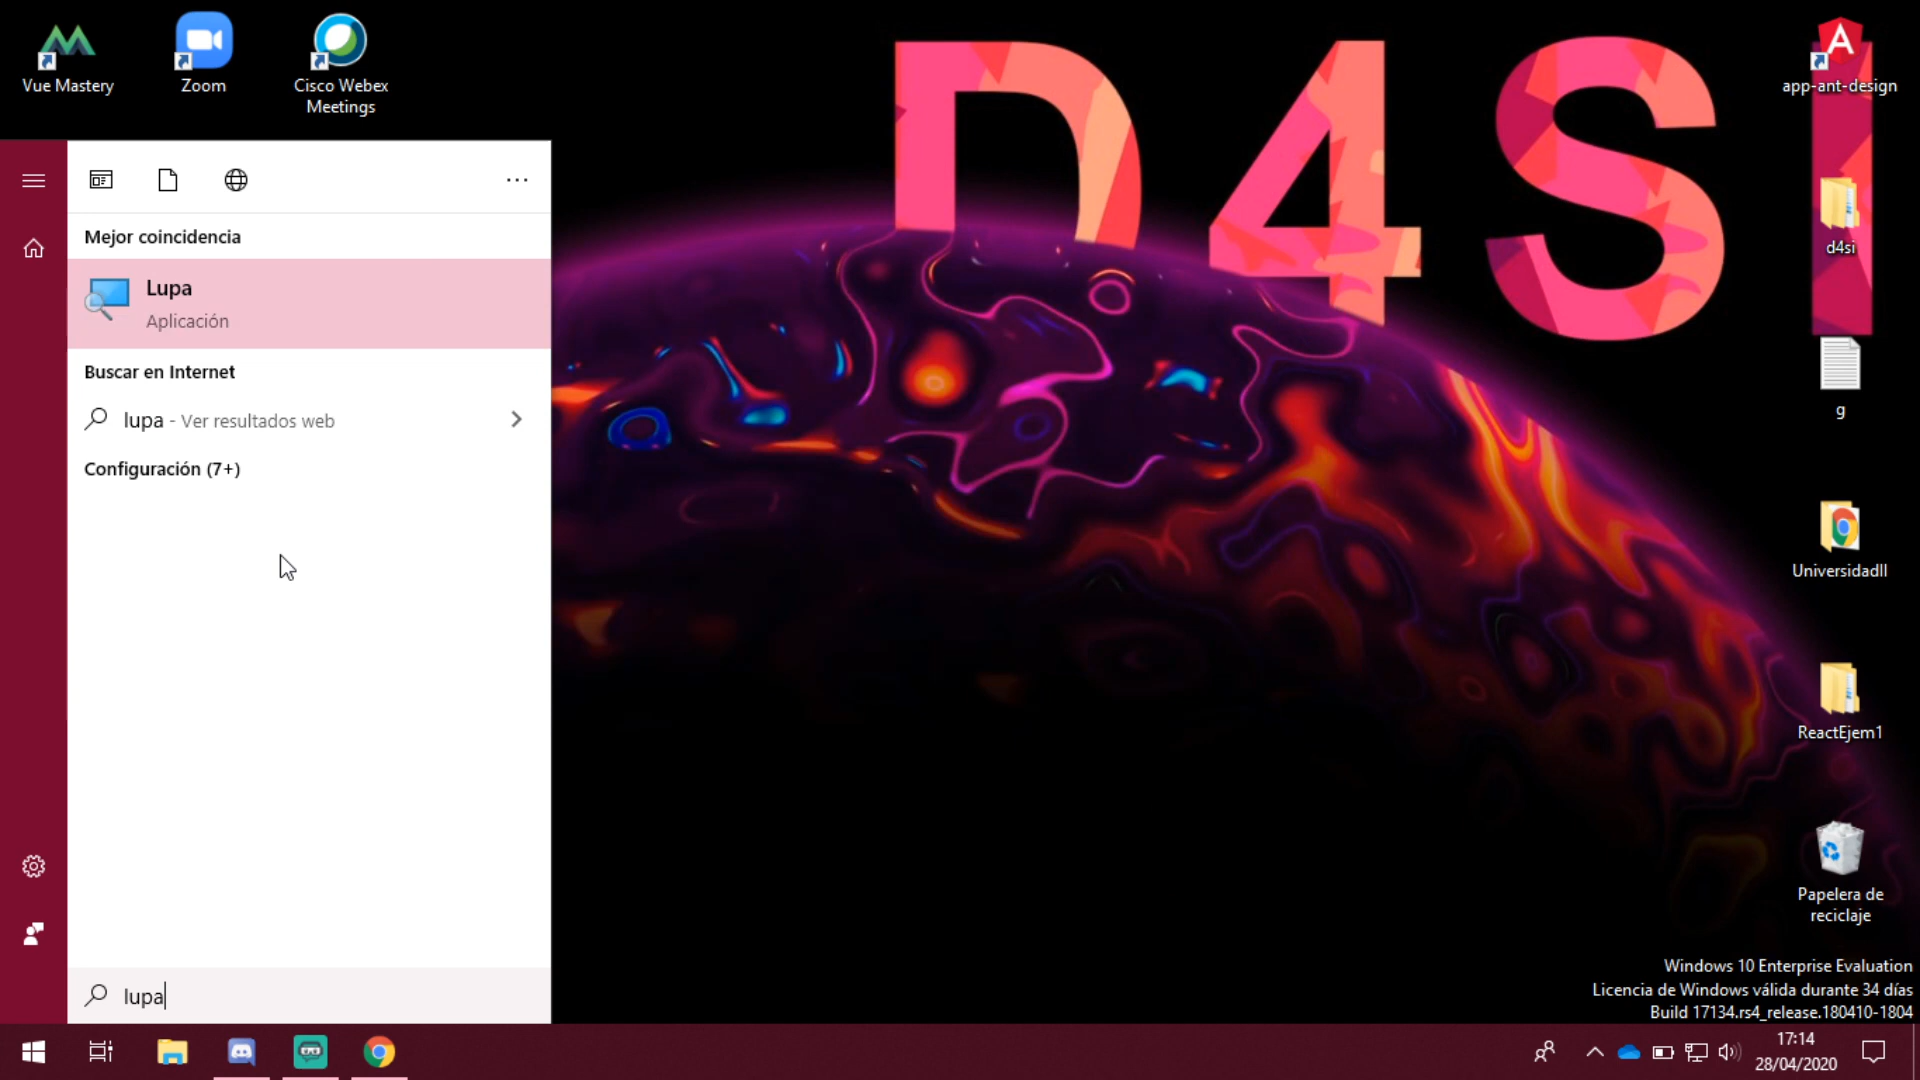 Vue Mastery
Zoom
Cisco Webex
Meetings
D4SI
app-ant-design
Mejor coincidencia
Lupa
Aplicación
Buscar en Internet
lupa - Ver resultados web
Configuración (7+)
lupa
d4si
g
Universidadll
ReactEjem1
Papelera de
reciclaje
Windows 10 Enterprise Evaluation
Licencia de Windows válida durante 34 días
Build 17134.rs4_release.180410-1804
17:14
28/04/2020